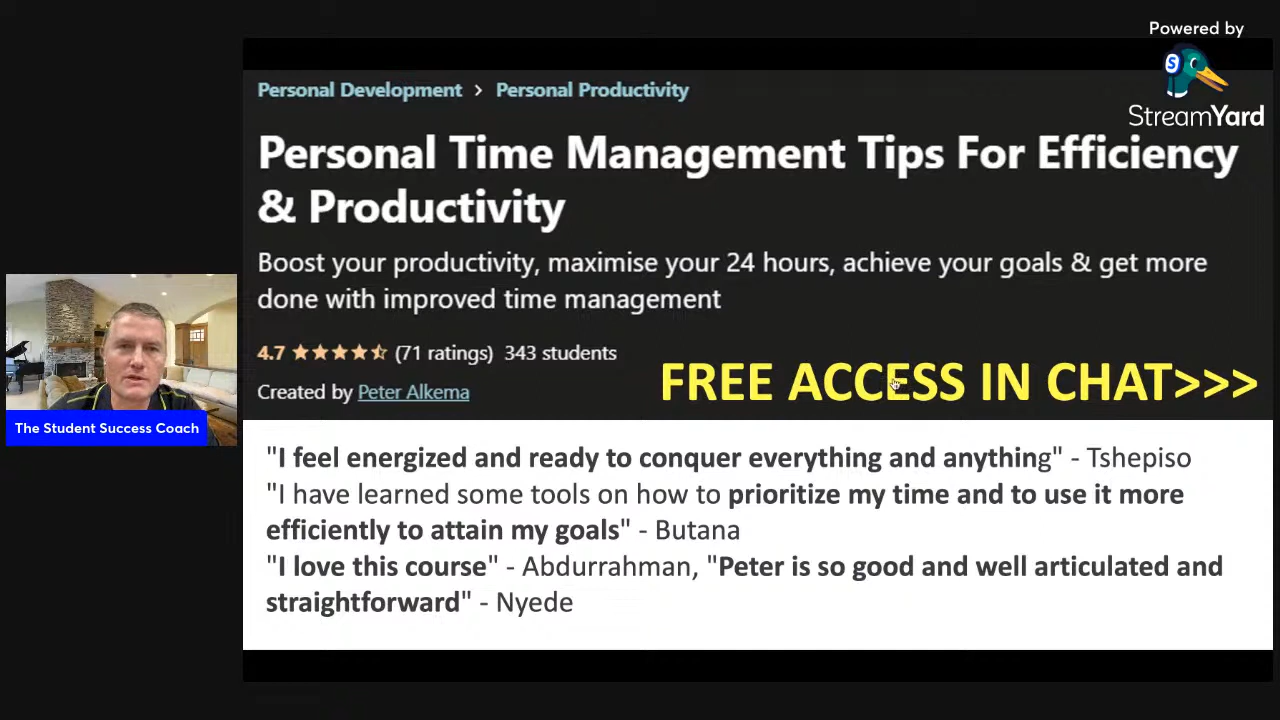 Powered by
StreamYard
Personal Development > Personal Productivity
Personal Time Management Tips For Efficiency
& Productivity
Boost your productivity, maximise your 24 hours, achieve your goals & get more
done with improved time management
4.7 (71 ratings) 343 students
Created by Peter Alkema
FREE ACCESS IN CHAT>>>
The Student Success Coach
"I feel energized and ready to conquer everything and anything" - Tshepiso
"I have learned some tools on how to prioritize my time and to use it more
efficiently to attain my goals" - Butana
"I love this course" - Abdurrahman, "Peter is so good and well articulated and
straightforward" - Nyede